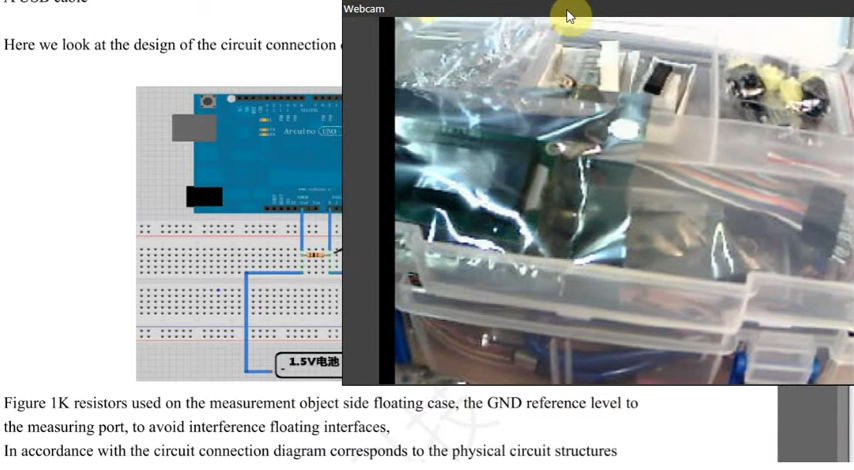 A USB cable
Webcam
Here we look at the design of the circuit connection
Arduino UNO
1.5V电池
-
Figure 1K resistors used on the measurement object side floating case, the GND reference level to
the measuring port, to avoid interference floating interfaces,
In accordance with the circuit connection diagram corresponds to the physical circuit structures